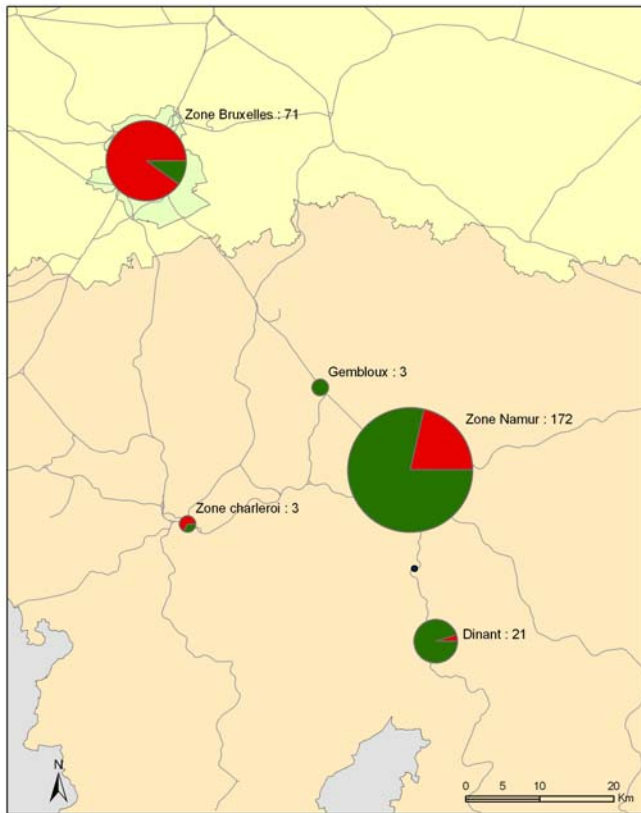 Zone Bruxelles : 71
Gembloux : 3
Zone Namur : 172
Zone charleroi : 3
Dinant : 21
N
0 5 10 20
Km